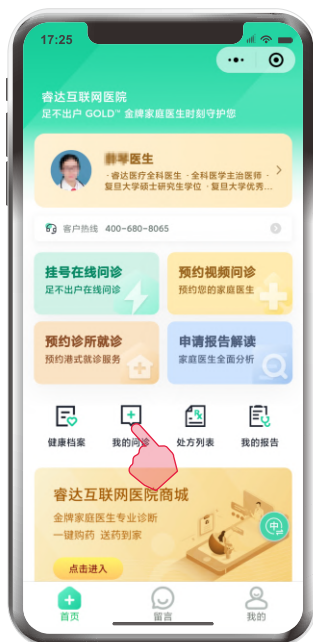 17:25
睿达互联网医院
足不出户 GOLD™ 金牌家庭医生时刻守护您
琴医生
·睿达医疗全科医生 ·全科医学主治医师 ·
复旦大学硕士研究生学位 ·复旦大学优秀...
客户热线 400-680-8065
挂号在线问诊
足不出户在线问诊
预约视频问诊
预约您的家庭医生
预约诊所就诊
预约港式就诊服务
申请报告解读
家庭医生全面分析
健康档案
我的问诊
处方列表
我的报告
睿达互联网医院商城
金牌家庭医生专业诊断
一键购药 送药到家
点击进入
中
首页
留言
我的